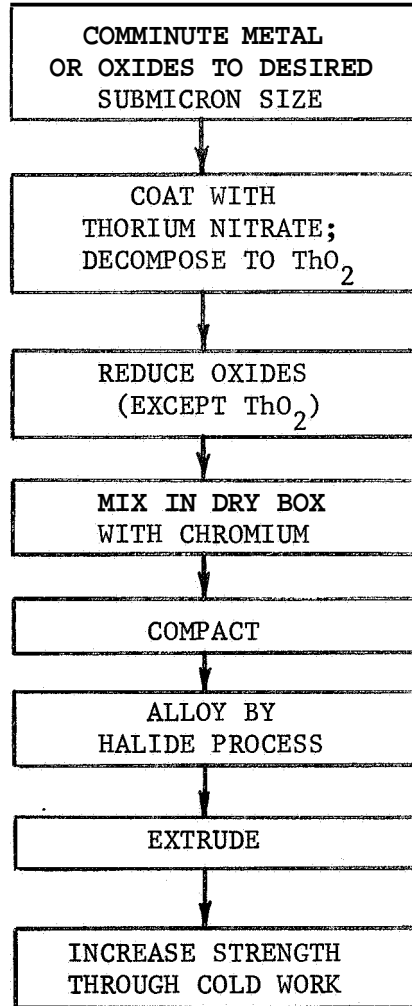 COMMINUTE METAL
OR OXIDES TO DESIRED
SUBMICRON SIZE
COAT WITH
THORIUM NITRATE;
DECOMPOSE TO ThO₂
REDUCE OXIDES
(EXCEPT ThO₂)
MIX IN DRY BOX
WITH CHROMIUM
COMPACT
ALLOY BY
HALIDE PROCESS
EXTRUDE
INCREASE STRENGTH
THROUGH COLD WORK